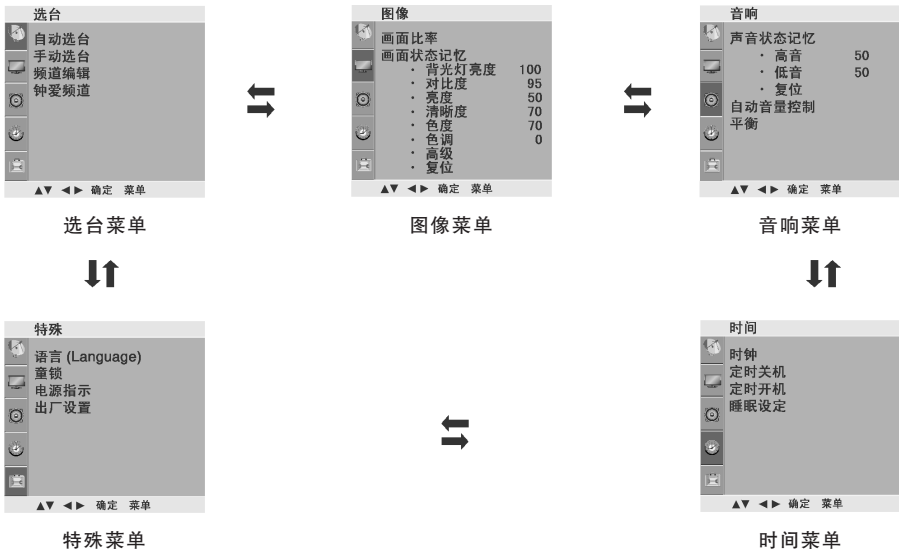 选台
自动选台
手动选台
频道编辑
钟爱频道
▲▼ ◀▶ 确定 菜单
选台菜单
图像
画面比率
画面状态记忆
· 背光灯亮度 100
· 对比度 95
· 亮度 50
· 清晰度 70
· 色度 70
· 色调 0
· 高级
· 复位
▲▼ ◀▶ 确定 菜单
图像菜单
音响
声音状态记忆
· 高音 50
· 低音 50
· 复位
自动音量控制
平衡
▲▼ ◀▶ 确定 菜单
音响菜单
特殊
语言 (Language)
童锁
电源指示
出厂设置
▲▼ ◀▶ 确定 菜单
特殊菜单
时间
时钟
定时关机
定时开机
睡眠设定
▲▼ ◀▶ 确定 菜单
时间菜单